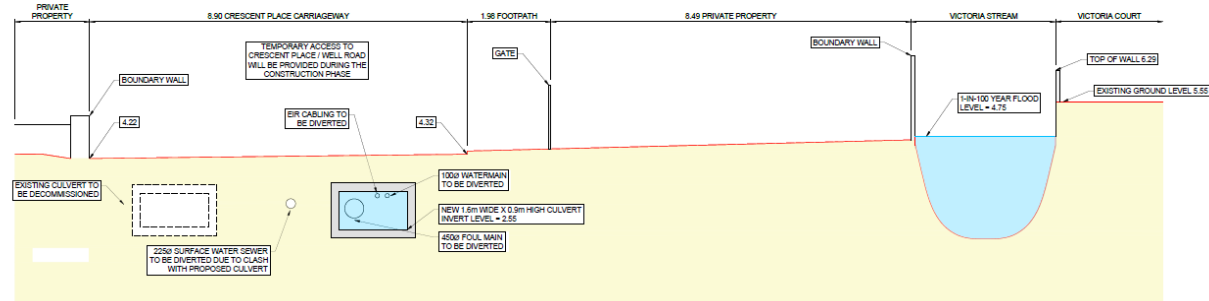 PRIVATE
PROPERTY
8.90 CRESCENT PLACE CARRIAGEWAY
1.98 FOOTPATH
8.49 PRIVATE PROPERTY
VICTORIA STREAM
VICTORIA COURT
TEMPORARY ACCESS TO
CRESCENT PLACE / WELL ROAD
WILL BE PROVIDED DURING THE
CONSTRUCTION PHASE
GATE
BOUNDARY WALL
TOP OF WALL 6.29
BOUNDARY WALL
EXISTING GROUND LEVEL 5.55
1-IN-100 YEAR FLOOD
LEVEL = 4.75
EIR CABLING TO
BE DIVERTED
4.22
4.32
100Ø WATERMAIN
TO BE DIVERTED
EXISTING CULVERT TO
BE DECOMMISSIONED
NEW 1.6m WIDE X 0.9m HIGH CULVERT
INVERT LEVEL = 2.55
450Ø FOUL MAIN
TO BE DIVERTED
225Ø SURFACE WATER SEWER
TO BE DIVERTED DUE TO CLASH
WITH PROPOSED CULVERT